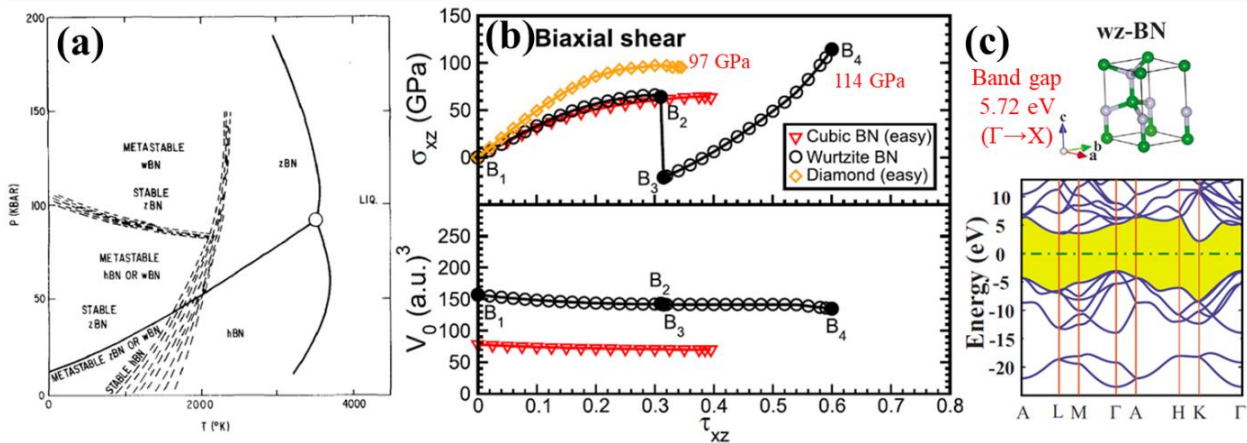 (a)
200
150
100
50
0
P (KBAR)
METASTABLE
wBN
STABLE
zBN
METASTABLE
hBN OR wBN
STABLE
zBN
METASTABLE zBN OR wBN
STABLE hBN
zBN
hBN
LIQ.
2000
4000
T (°K)
(b) Biaxial shear
97 GPa
114 GPa
σxz (GPa)
150
100
50
0
-50
B1
B2
B3
B4
Cubic BN (easy)
Wurtzite BN
Diamond (easy)
V0 (a.u.)3
250
200
150
100
50
0
B1
B2
B3
B4
0 0.1 0.2 0.3 0.4 0.5 0.6 0.7 0.8
τxz
(c)
wz-BN
Band gap
5.72 eV
(Γ→X)
c
b
a
Energy (eV)
10
5
0
-5
-10
-15
-20
A L M Γ A H K Γ